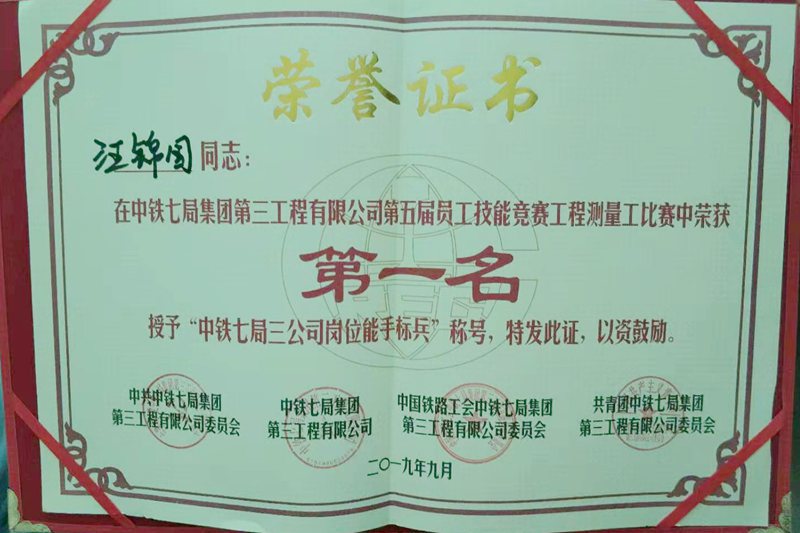 荣誉证书
汪锦国同志：
在中铁七局集团第三工程有限公司第五届员工技能竞赛工程测量工比赛中荣获
第一名
授予“中铁七局三公司岗位能手标兵”称号，特发此证，以资鼓励。
中共中铁七局集团
第三工程有限公司委员会
中铁七局集团
第三工程有限公司
中国铁路工会中铁七局集团
第三工程有限公司委员会
共青团中铁七局集团
第三工程有限公司委员会
二〇一九年九月